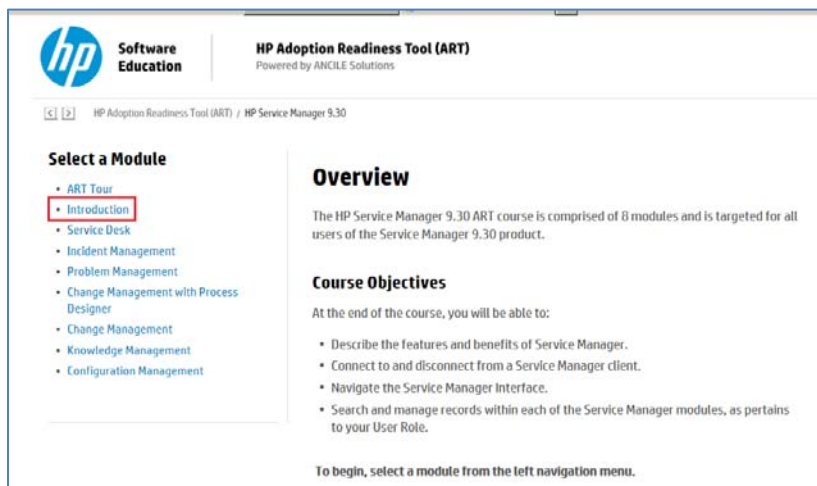 hp
Software
Education
HP Adoption Readiness Tool (ART)
Powered by ANCILE Solutions
< > HP Adoption Readiness Tool (ART) / HP Service Manager 9.30
Select a Module
• ART Tour
• Introduction
• Service Desk
• Incident Management
• Problem Management
• Change Management with Process
Designer
• Change Management
• Knowledge Management
• Configuration Management
Overview
The HP Service Manager 9.30 ART course is comprised of 8 modules and is targeted for all
users of the Service Manager 9.30 product.
Course Objectives
At the end of the course, you will be able to:
• Describe the features and benefits of Service Manager.
• Connect to and disconnect from a Service Manager client.
• Navigate the Service Manager Interface.
• Search and manage records within each of the Service Manager modules, as pertains
to your User Role.
To begin, select a module from the left navigation menu.